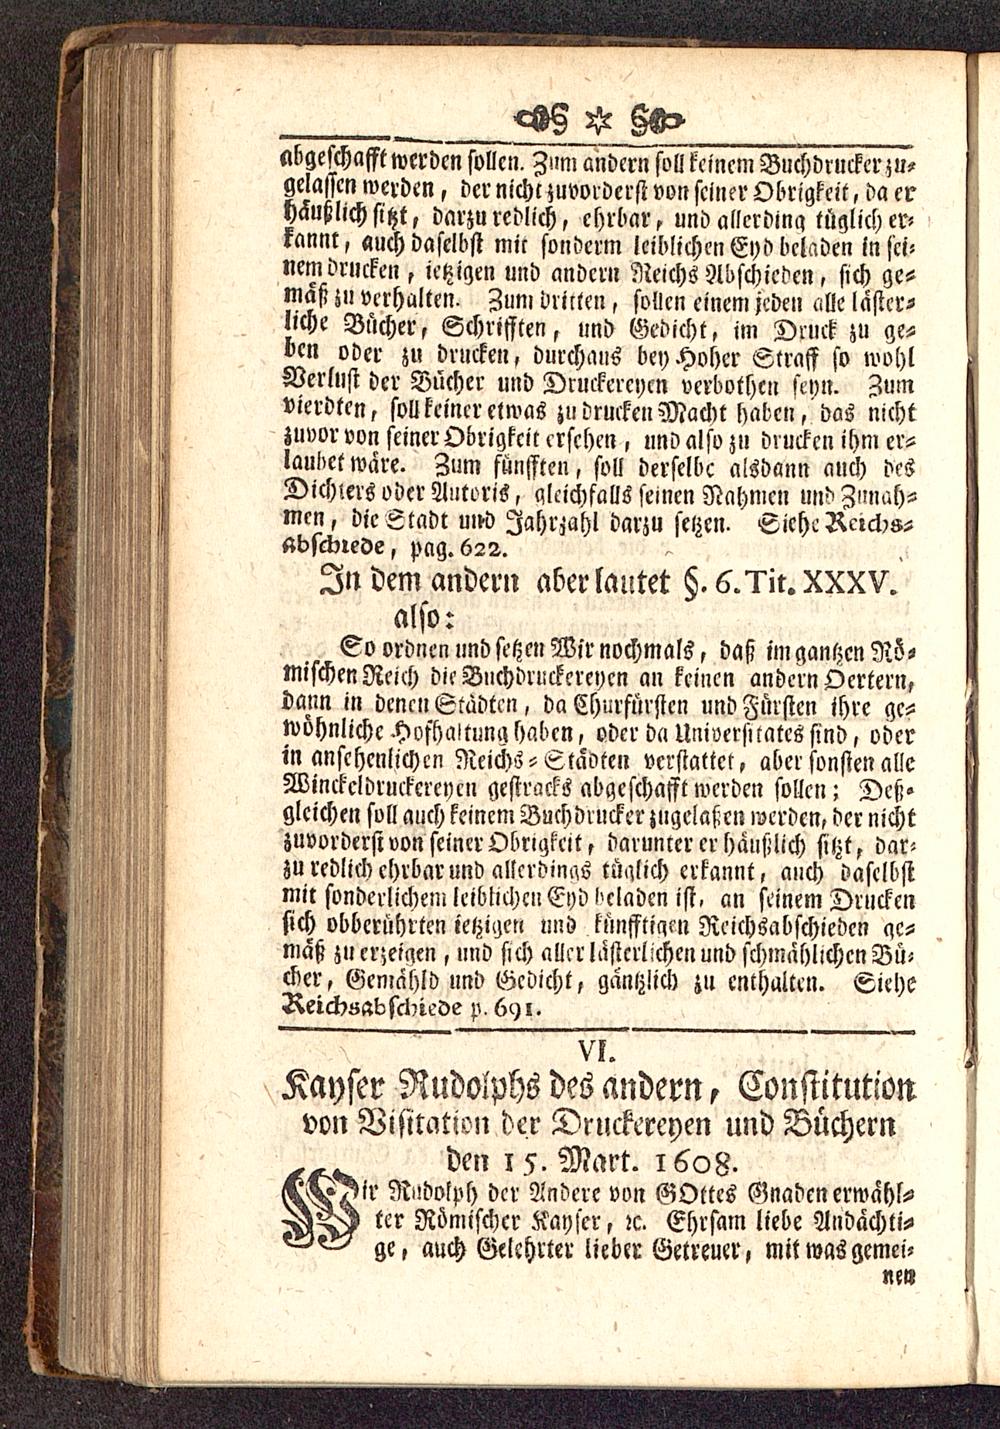 abgeschafft werden sollen. Zum andern soll keinem Buchdrucker zu-
gelassen werden, der nicht zuvorderst von seiner Obrigkeit, da er
häußlich sitzt, darzu redlich, ehrbar, und allerding tüglich er-
kannt, auch daselbst mit sonderm leiblichen Eyd beladen in sei-
nem drucken, ietzigen und andern Reichs Abschieden, sich ge-
mäß zu verhalten. Zum dritten, sollen einem jeden alle läster-
liche Bücher, Schrifften, und Gedicht, im Druck zu ge-
ben oder zu drucken, durchaus bey Hoher Straff so wohl
Verlust der Bücher und Druckereyen verbothen seyn. Zum
vierdten, soll keiner etwas zu drucken Macht haben, das nicht
zuvor von seiner Obrigkeit ersehen, und also zu drucken ihm er-
laubet wäre. Zum fünfften, soll derselbe alsdann auch des
Dichters oder Autoris, gleichfalls seinen Nahmen und Zunah-
men, die Stadt und Jahrzahl darzu setzen. Siehe Reichs-
abschiede, pag. 622.
In dem andern aber lautet §. 6. Tit. XXXV.
also:
So ordnen und setzen Wir nochmals, daß im gantzen Rö-
mischen Reich die Buchdruckereyen an keinen andern Oertern,
dann in denen Städten, da Churfürsten und Fürsten ihre ge-
wöhnliche Hofhaltung haben, oder da Universitates sind, oder
in ansehenlichen Reichs-Städten verstattet, aber sonsten alle
Winckeldruckereyen gestracks abgeschafft werden sollen; Deß-
gleichen soll auch keinem Buchdrucker zugelaßen werden, der nicht
zuvorderst von seiner Obrigkeit, darunter er häußlich sitzt, dar-
zu redlich ehrbar und allerdings tüglich erkannt, auch daselbst
mit sonderlichem leiblichen Eyd beladen ist, an seinem Drucken
sich obberührten ietzigen und künfftigen Reichsabschieden ge-
mäß zu erzeigen, und sich aller lästerlichen und schmählichen Bü-
cher, Gemähld und Gedicht, gäntzlich zu enthalten. Siehe
Reichsabschiede p. 691.
VI.
Kayser Rudolphs des andern, Constitution
von Visitation der Druckereyen und Büchern
den 15. Mart. 1608.
Wir Rudolph der Andere von GOttes Gnaden erwähl-
ter Römischer Kayser, ꝛc. Ehrsam liebe Andächti-
ge, auch Gelehrter lieber Getreuer, mit was gemei-
nen